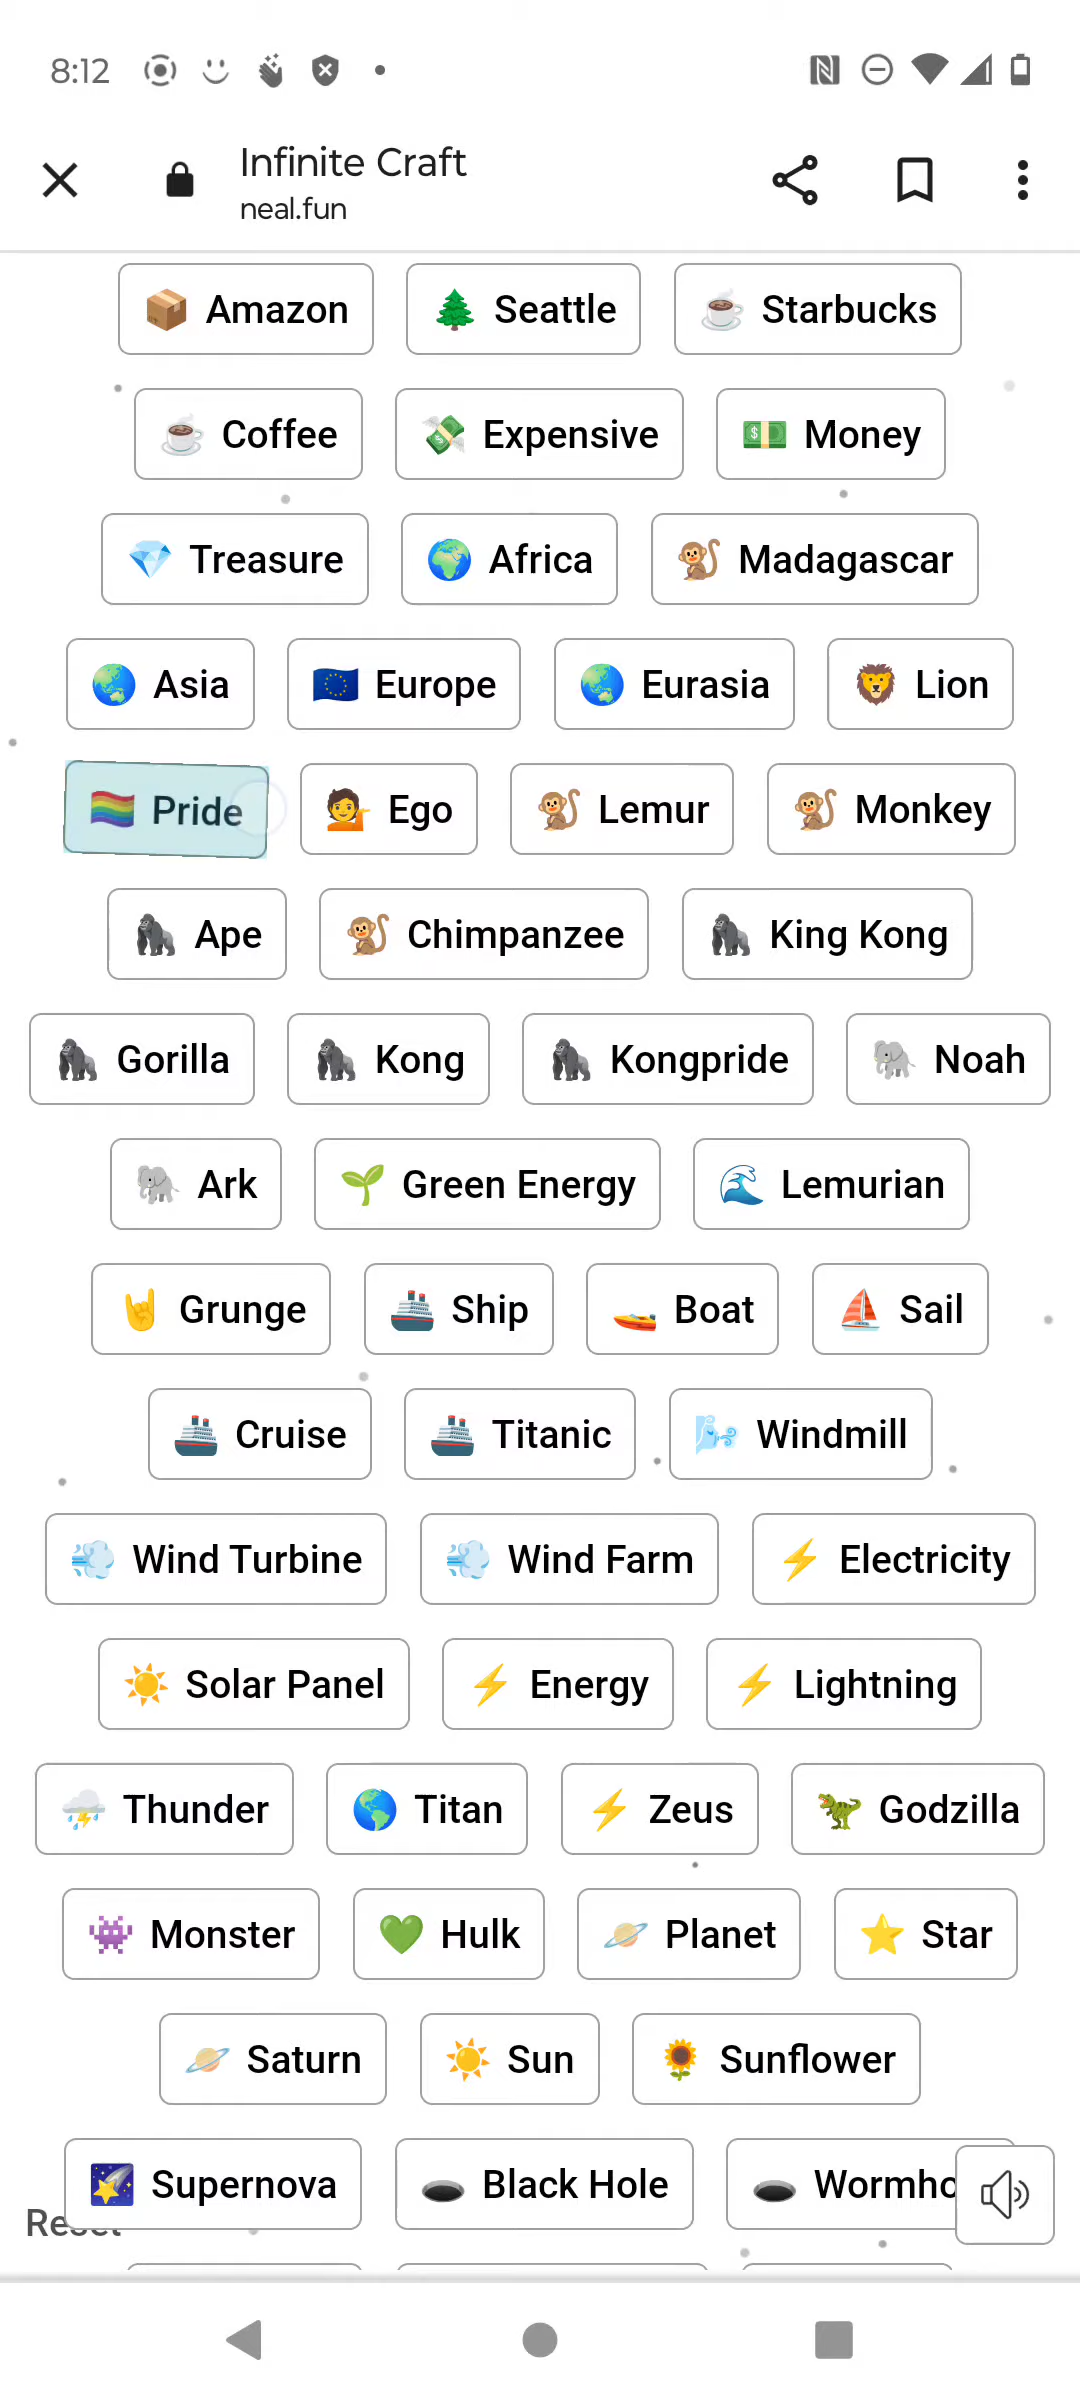 8:12
Infinite Craft
neal.fun
Amazon Seattle Starbucks
Coffee Expensive Money
Treasure Africa Madagascar
Asia Europe Eurasia Lion
Pride Ego Lemur Monkey
Ape Chimpanzee King Kong
Gorilla Kong Kongpride Noah
Ark Green Energy Lemurian
Grunge Ship Boat Sail
Cruise Titanic Windmill
Wind Turbine Wind Farm Electricity
Solar Panel Energy Lightning
Thunder Titan Zeus Godzilla
Monster Hulk Planet Star
Saturn Sun Sunflower
Supernova Black Hole Wormho
Reset